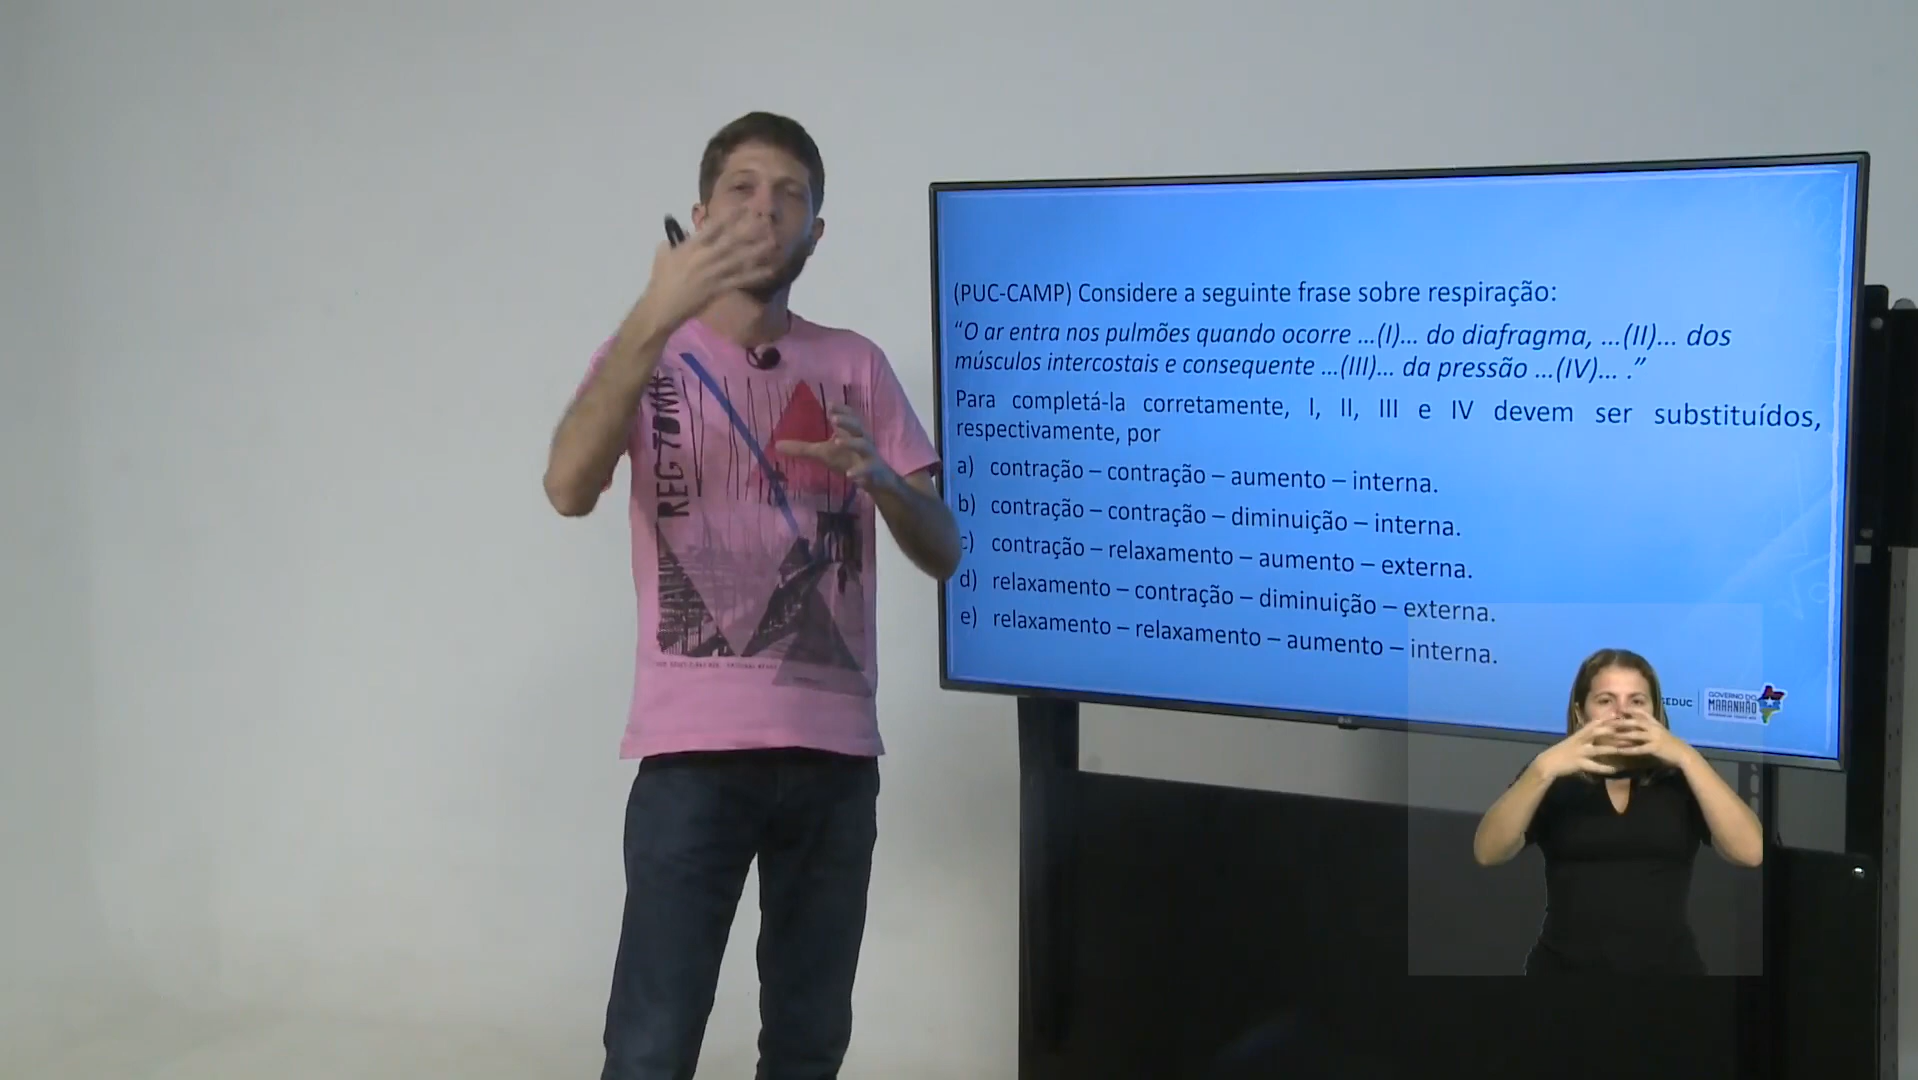 (PUC-CAMP) Considere a seguinte frase sobre respiração:
“O ar entra nos pulmões quando ocorre ...(I)... do diafragma, ...(II)... dos
músculos intercostais e consequente ...(III)... da pressão ...(IV)... .”
Para completá-la corretamente, I, II, III e IV devem ser substituídos,
respectivamente, por
a) contração – contração – aumento – interna.
b) contração – contração – diminuição – interna.
c) contração – relaxamento – aumento – externa.
d) relaxamento – contração – diminuição – externa.
e) relaxamento – relaxamento – aumento – interna.
GOVERNO DO
MARANHÃO